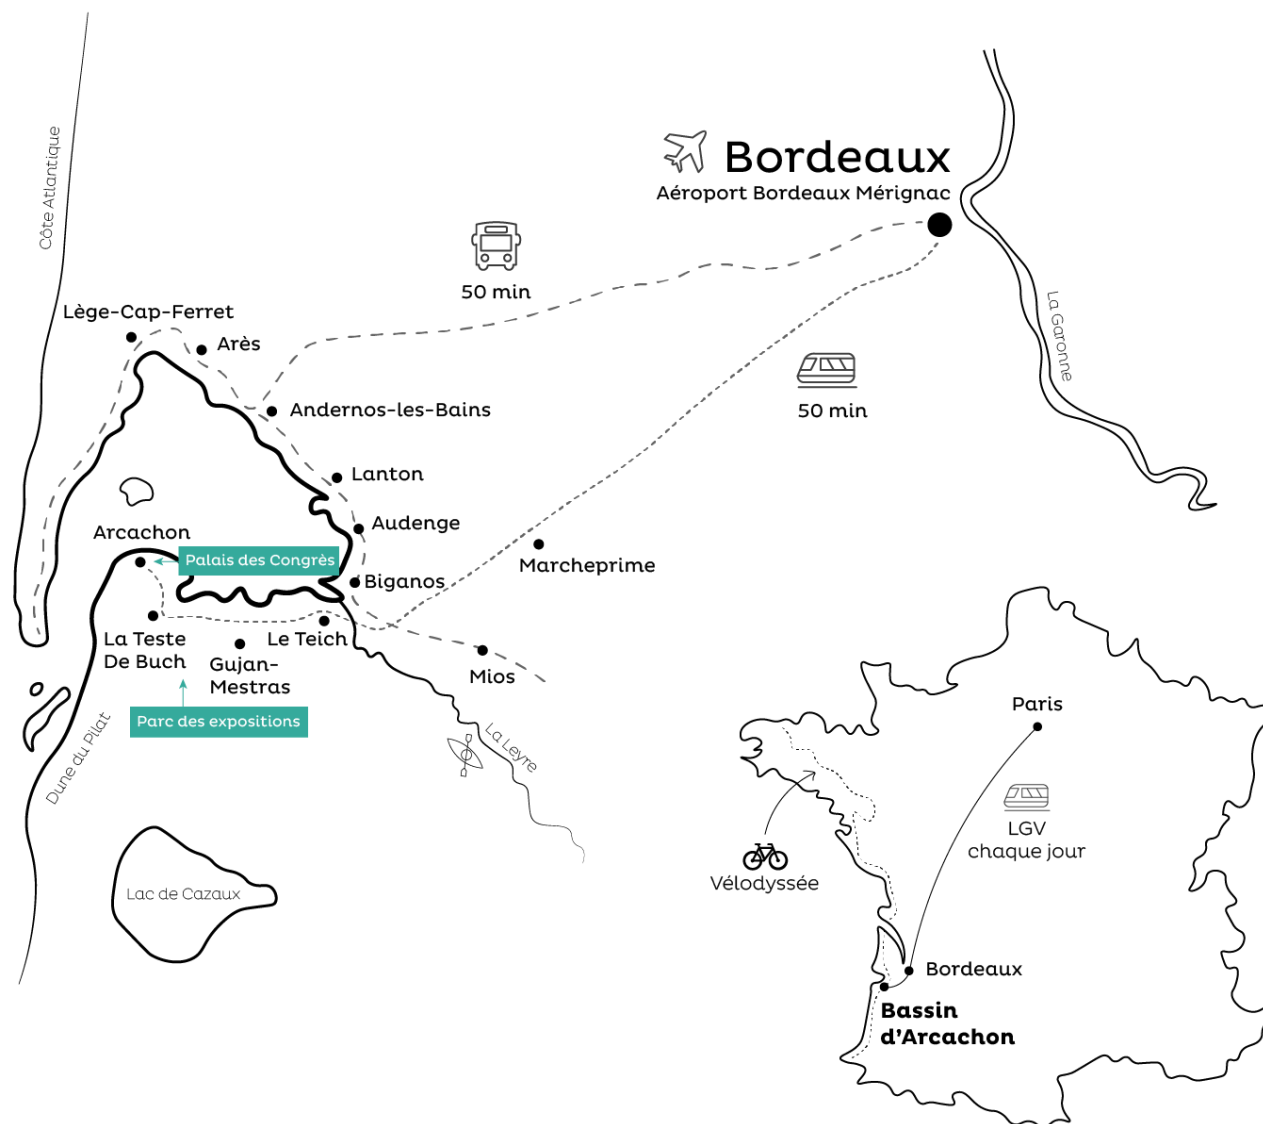 Côte Atlantique
Bordeaux
Aéroport Bordeaux Mérignac
50 min
La Garonne
Lège-Cap-Ferret
Arès
50 min
Andernos-les-Bains
Lanton
Audenge
Arcachon
Palais des Congrès
Marcheprime
Biganos
La Teste
De Buch
Gujan-
Mestras
Le Teich
Mios
Parc des expositions
Dune du Pilat
La Leyre
Lac de Cazaux
Paris
LGV
chaque jour
Vélodyssée
Bordeaux
Bassin
d'Arcachon